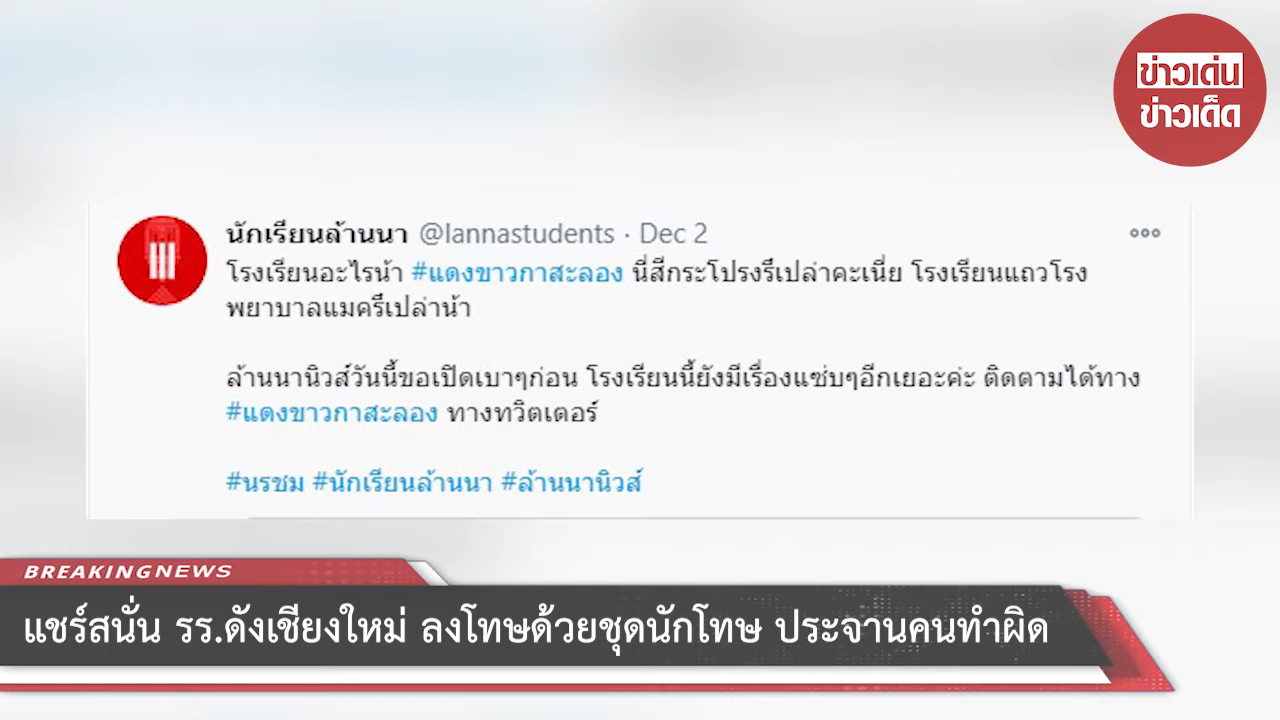 ข่าวเด่น
ข่าวเด็ด
นักเรียนล้านนา @lannastudents · Dec 2
โรงเรียนอะไรน้า #แดงขาวกาสะลอง นี่สีกระโปรงรึเปล่าคะเนี่ย โรงเรียนแถวโรง
พยาบาลแมครึเปล่าน้า
ล้านนานิวส์วันนี้ขอเปิดเบาๆก่อน โรงเรียนนี้ยังมีเรื่องแซ่บๆอีกเยอะค่ะ ติดตามได้ทาง
#แดงขาวกาสะลอง ทางทวิตเตอร์
#นรชม #นักเรียนล้านนา #ล้านนานิวส์
BREAKINGNEWS
แชร์สนั่น รร.ดังเชียงใหม่ ลงโทษด้วยชุดนักโทษ ประจานคนทำผิด